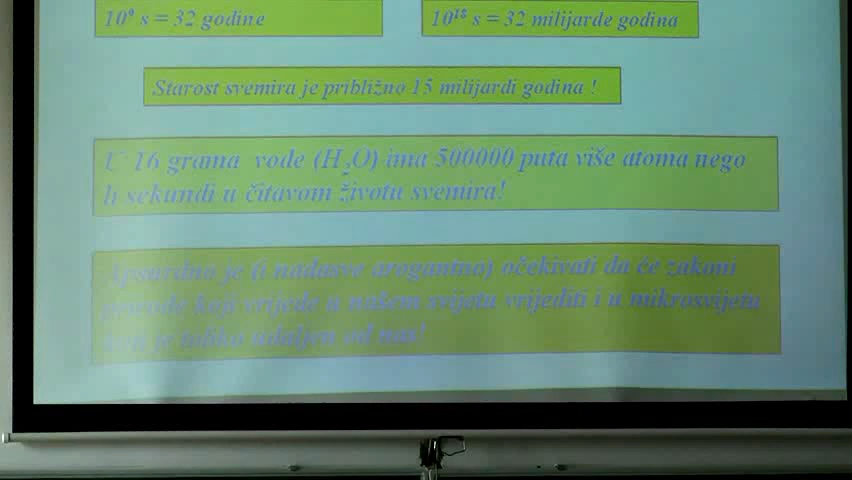 10⁹ s = 32 godine
10¹⁸ s = 32 milijarde godina
Starost svemira je približno 15 milijardi godina !
U 16 grama vode (H₂O) ima 500000 puta više atoma nego
h sekundi u čitavom životu svemira!
Apsurdno je (i nadasve arogantno) očekivati da će zakoni
prirode koji vrijede u našem svijetu vrijediti i u mikrosvijetu
koji je toliko udaljen od nas!